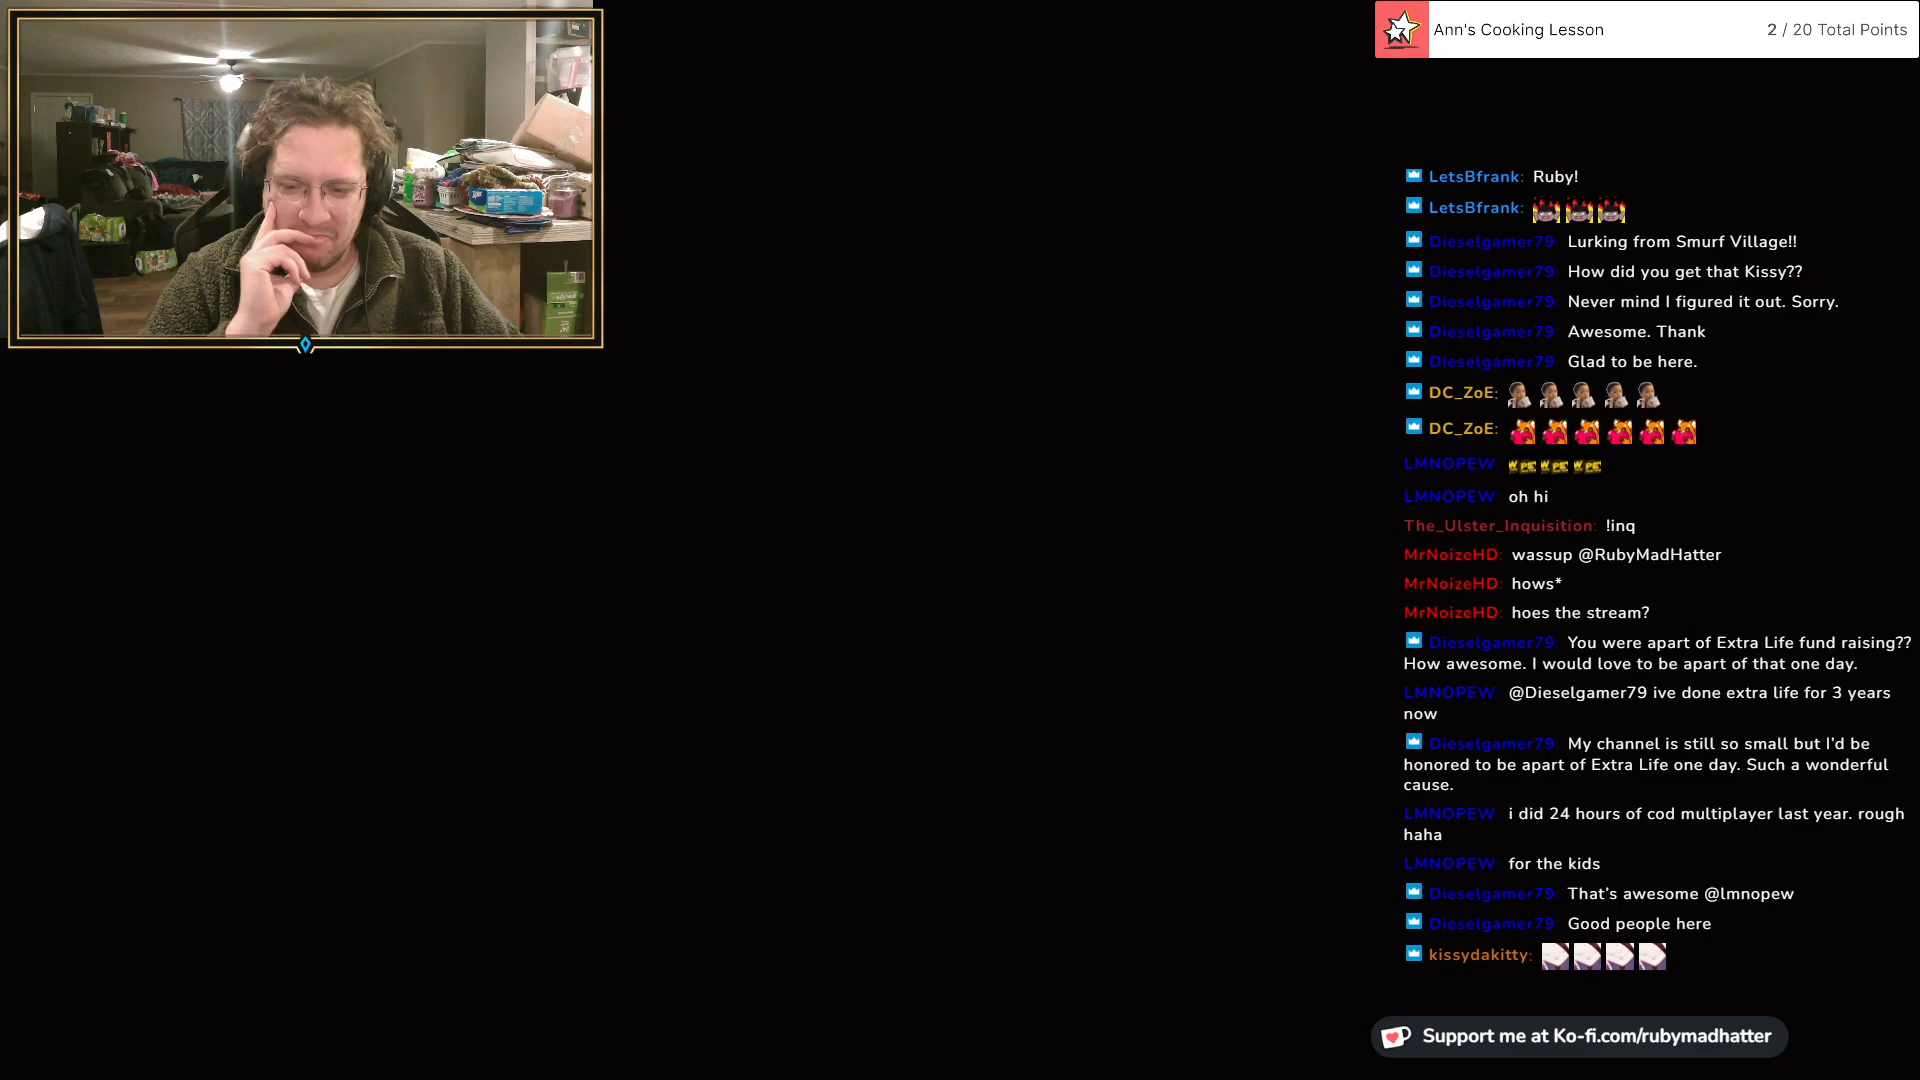 Ann's Cooking Lesson
2 / 20 Total Points
LetsBfrank: Ruby!
LetsBfrank:
Dieselgamer79: Lurking from Smurf Village!!
Dieselgamer79: How did you get that Kissy??
Dieselgamer79: Never mind I figured it out. Sorry.
Dieselgamer79: Awesome. Thank
Dieselgamer79: Glad to be here.
DC_ZoE:
DC_ZoE:
LMNOPEW:
LMNOPEW: oh hi
The_Ulster_Inquisition: !inq
MrNoizeHD: wassup @RubyMadHatter
MrNoizeHD: hows*
MrNoizeHD: hoes the stream?
Dieselgamer79: You were apart of Extra Life fund raising??
How awesome. I would love to be apart of that one day.
LMNOPEW: @Dieselgamer79 ive done extra life for 3 years
now
Dieselgamer79: My channel is still so small but I'd be
honored to be apart of Extra Life one day. Such a wonderful
cause.
LMNOPEW: i did 24 hours of cod multiplayer last year. rough
haha
LMNOPEW: for the kids
Dieselgamer79: That's awesome @lmnopew
Dieselgamer79: Good people here
kissydakitty:
Support me at Ko-fi.com/rubymadhatter